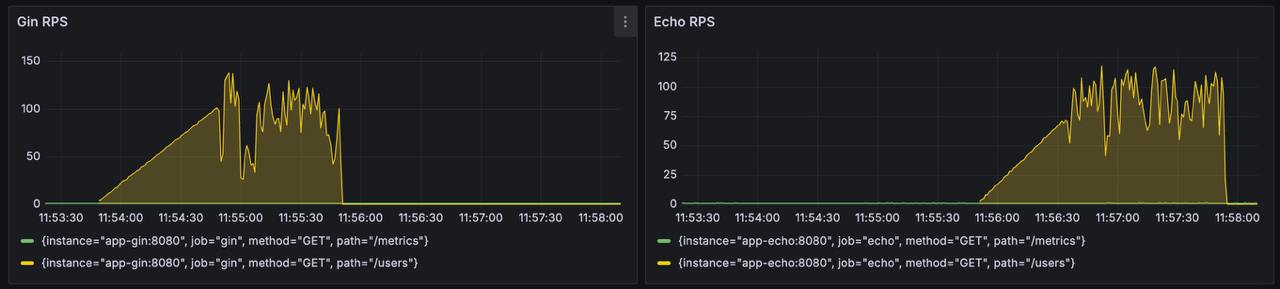 Gin RPS
150
100
50
0
11:53:30 11:54:00 11:54:30 11:55:00 11:55:30 11:56:00 11:56:30 11:57:00 11:57:30 11:58:00
{instance="app-gin:8080", job="gin", method="GET", path="/metrics"}
{instance="app-gin:8080", job="gin", method="GET", path="/users"}
Echo RPS
125
100
75
50
25
0
11:53:30 11:54:00 11:54:30 11:55:00 11:55:30 11:56:00 11:56:30 11:57:00 11:57:30 11:58:00
{instance="app-echo:8080", job="echo", method="GET", path="/metrics"}
{instance="app-echo:8080", job="echo", method="GET", path="/users"}